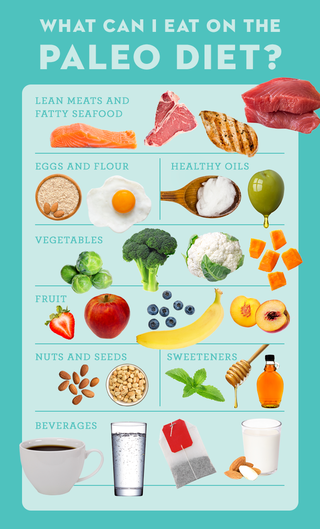 WHAT CAN I EAT ON THE
PALEO DIET?
LEAN MEATS AND
FATTY SEAFOOD
EGGS AND FLOUR
HEALTHY OILS
VEGETABLES
FRUIT
NUTS AND SEEDS
SWEETENERS
BEVERAGES